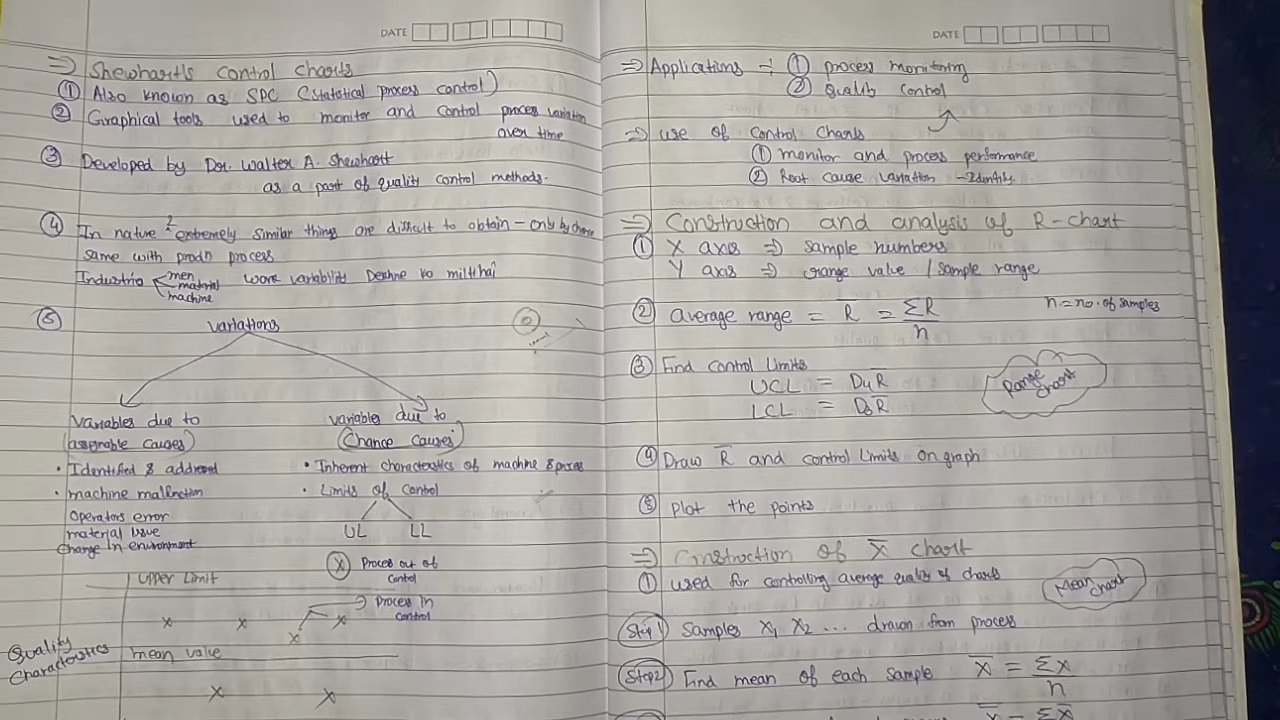 DATE
⇒ Shewhart's control charts
① Also known as SPC (statistical process control)
② Graphical tools used to monitor and control process variation
over time
③ Developed by Dr. Walter A. Shewhart
as a part of quality control methods.
④ In nature 2 extremely similar things are difficult to obtain – only by chance
same with prodn process
Industria men
material
machine
wore variability Dekhne ko miltihai
⑤ variations
Variables due to
(assignable causes)
• Identified & addressed
• machine malfnction
Operators error
material issue
change in environment
variables due to
(Chance causes)
• Inherent characteristics of machine & process
• Limits of control
UL LL
Ⓧ Process out of
control
→ Process in
control
Upper Limit
Quality
characteristics
mean value
DATE
⇒ Applications :- ① process monitoring
② Quality control
⇒ use of control charts
① monitor and process performance
② Root cause variation - Identify
⇒ Construction and analysis of R-chart
① X axis ⇒ sample numbers
Y axis ⇒ range value / sample range
② average range = R̅ = ΣR / n n = no. of samples
③ Find control Limits
UCL = D₄R̅
LCL = D₃R̅
Range
chart
④ Draw R̅ and control Limits on graph
⑤ plot the points
⇒ Construction of X̅ chart
① used for controlling average quality of charts
Mean
chart
Step 1 Samples X₁ X₂ ... drawn from process
Step 2 Find mean of each sample X̅ = Σx / n